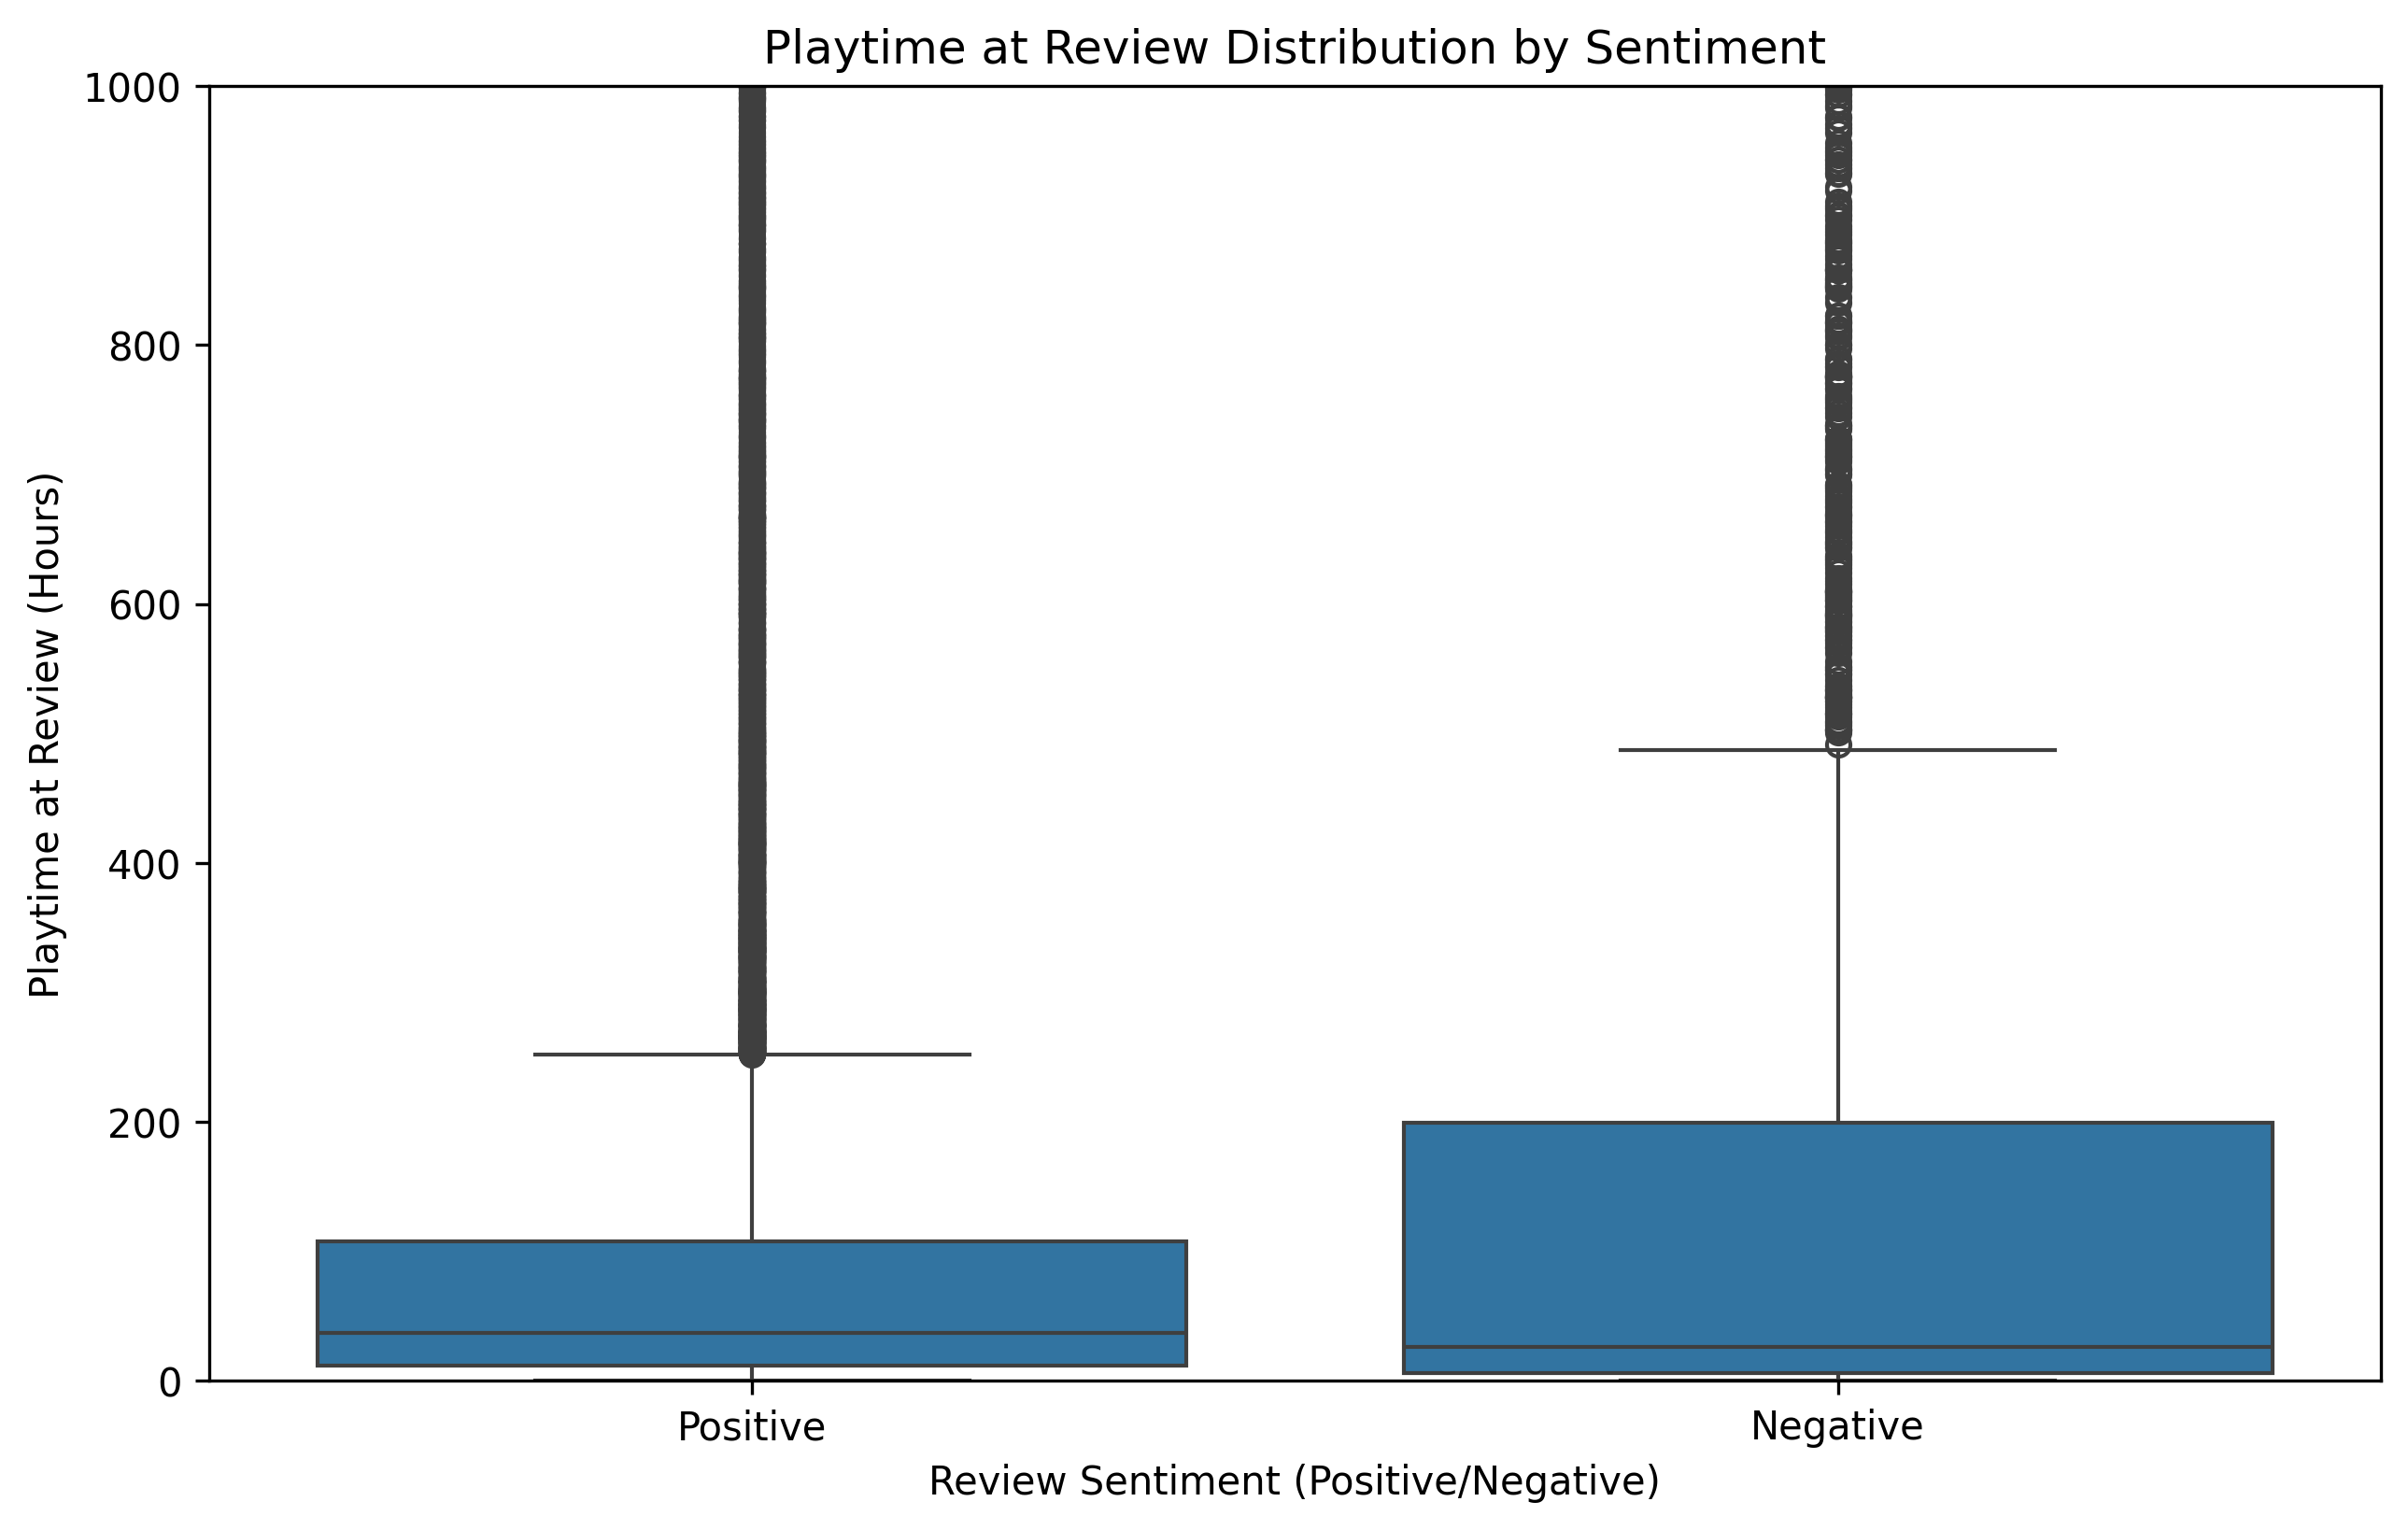 Playtime at Review Distribution by Sentiment
Playtime at Review (Hours)
1000
800
600
400
200
0
Positive
Negative
Review Sentiment (Positive/Negative)